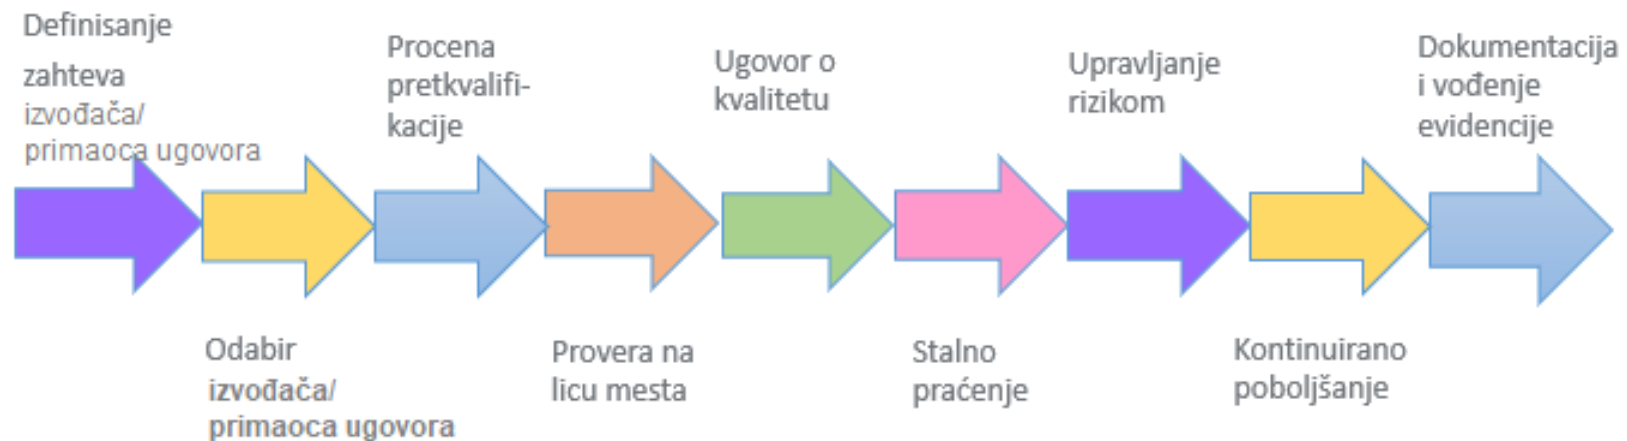 Definisanje
zahteva
izvođača/
primaoca ugovora
Odabir
izvođača/
primaoca ugovora
Procena
pretkvalifi-
kacije
Provera na
licu mesta
Ugovor o
kvalitetu
Stalno
praćenje
Upravljanje
rizikom
Kontinuirano
poboljšanje
Dokumentacija
i vođenje
evidencije